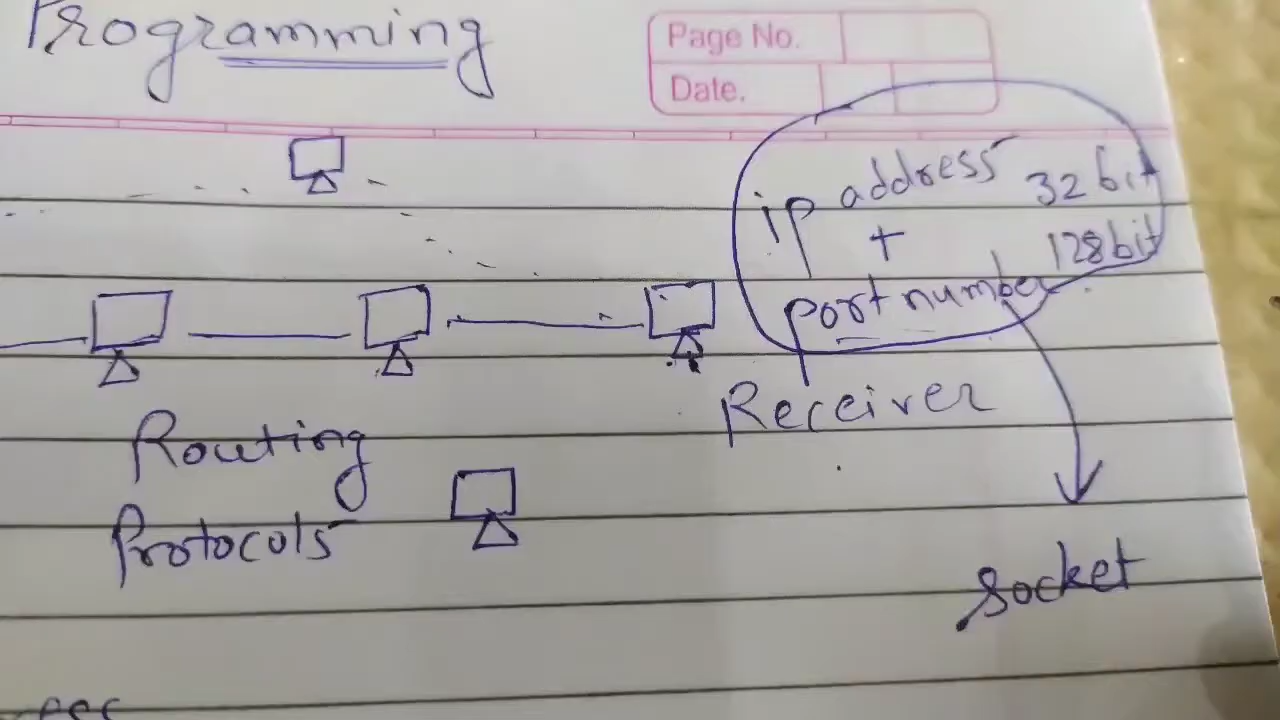 Programming
Page No.
Date.
ip address 32 bit
+ 128 bit
port number
Receiver
Routing
Protocols
socket